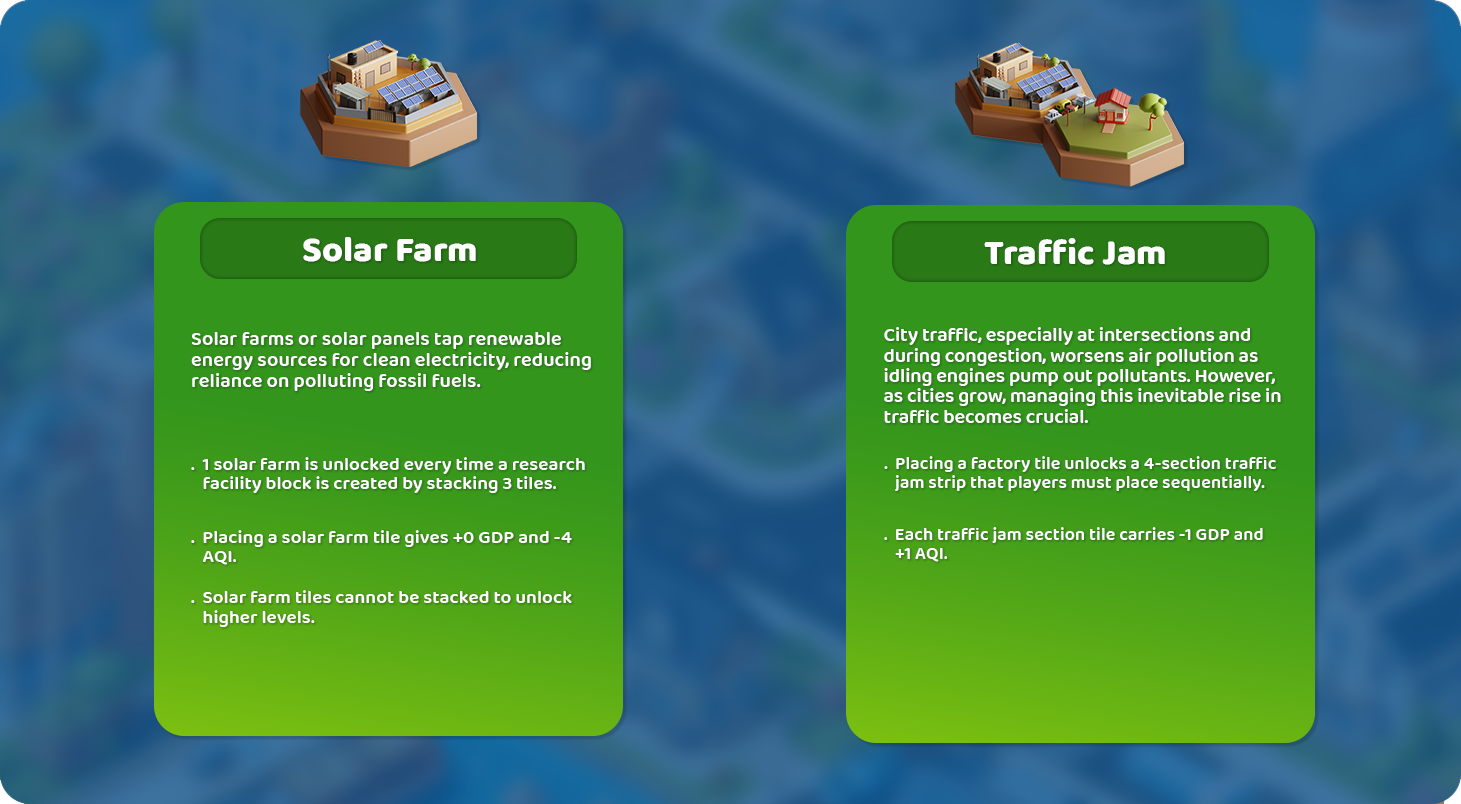 Solar Farm
Solar farms or solar panels tap renewable
energy sources for clean electricity, reducing
reliance on polluting fossil fuels.
. 1 solar farm is unlocked every time a research
facility block is created by stacking 3 tiles.
. Placing a solar farm tile gives +0 GDP and -4
AQI.
. Solar farm tiles cannot be stacked to unlock
higher levels.
Traffic Jam
City traffic, especially at intersections and
during congestion, worsens air pollution as
idling engines pump out pollutants. However,
as cities grow, managing this inevitable rise in
traffic becomes crucial.
. Placing a factory tile unlocks a 4-section traffic
jam strip that players must place sequentially.
. Each traffic jam section tile carries -1 GDP and
+1 AQI.